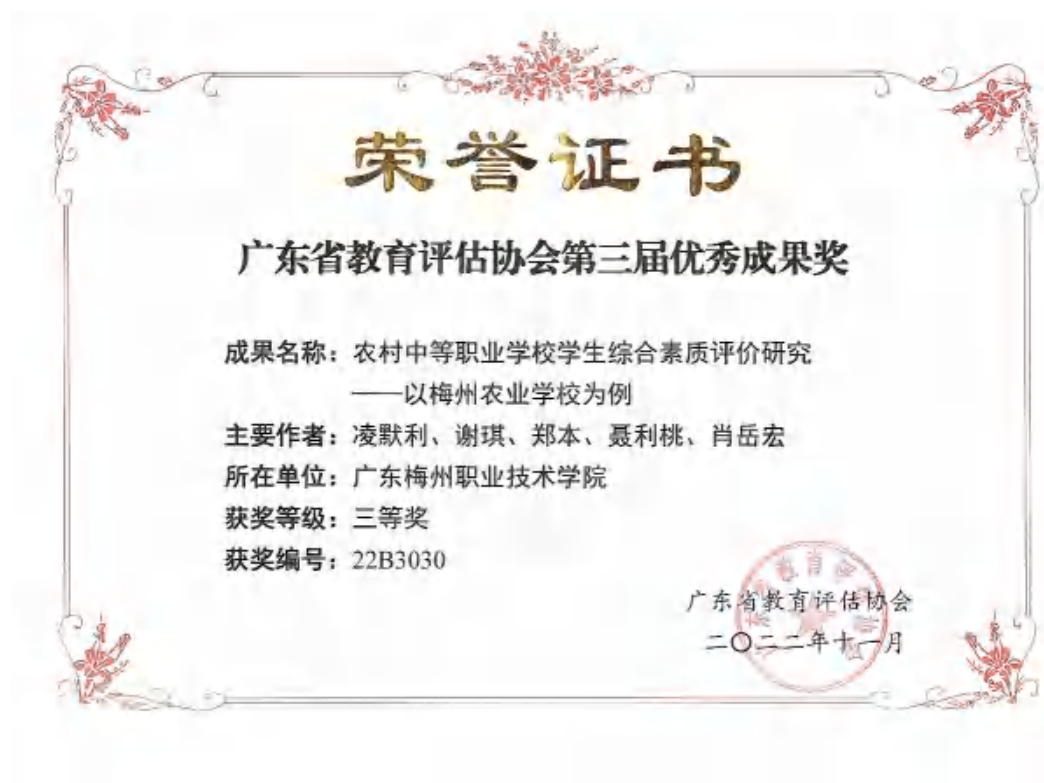 荣誉证书
广东省教育评估协会第三届优秀成果奖
成果名称：农村中等职业学校学生综合素质评价研究
——以梅州农业学校为例
主要作者：凌默利、谢琪、郑本、聂利桃、肖岳宏
所在单位：广东梅州职业技术学院
获奖等级：三等奖
获奖编号：22B3030
广东省教育评估协会
二〇二二年十一月